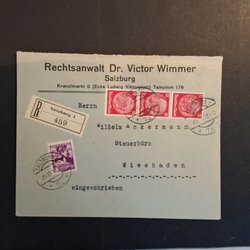 Rechtsanwalt Dr. Victor Wimmer
Salzburg
Kranzlmarkt 6 (Ecke Ludwig Viktorplatz) Telephon 176
Herrn
Wilhelm Ackermann
Steuerbüro
Wiesbaden
eingeschrieben
R
Salzburg 1
459